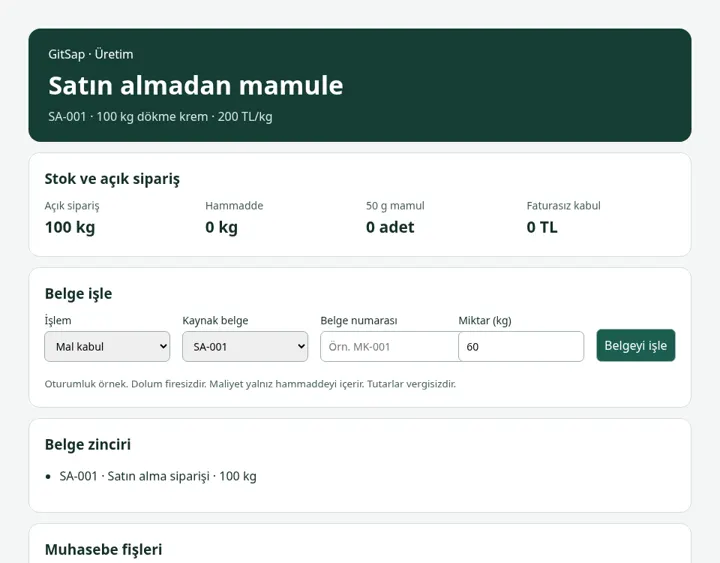 GitSap · Üretim
Satın almadan mamule
SA-001 · 100 kg dökme krem · 200 TL/kg
Stok ve açık sipariş
Açık sipariş Hammadde 50 g mamul Faturasız kabul
100 kg 0 kg 0 adet 0 TL
Belge işle
İşlem Kaynak belge Belge numarası Miktar (kg)
Mal kabul SA-001 Örn. MK-001 60 Belgeyi işle
Oturumluk örnek. Dolum firesizdir. Maliyet yalnız hammaddeyi içerir. Tutarlar vergisizdir.
Belge zinciri
• SA-001 · Satın alma siparişi · 100 kg
Muhasebe fişleri